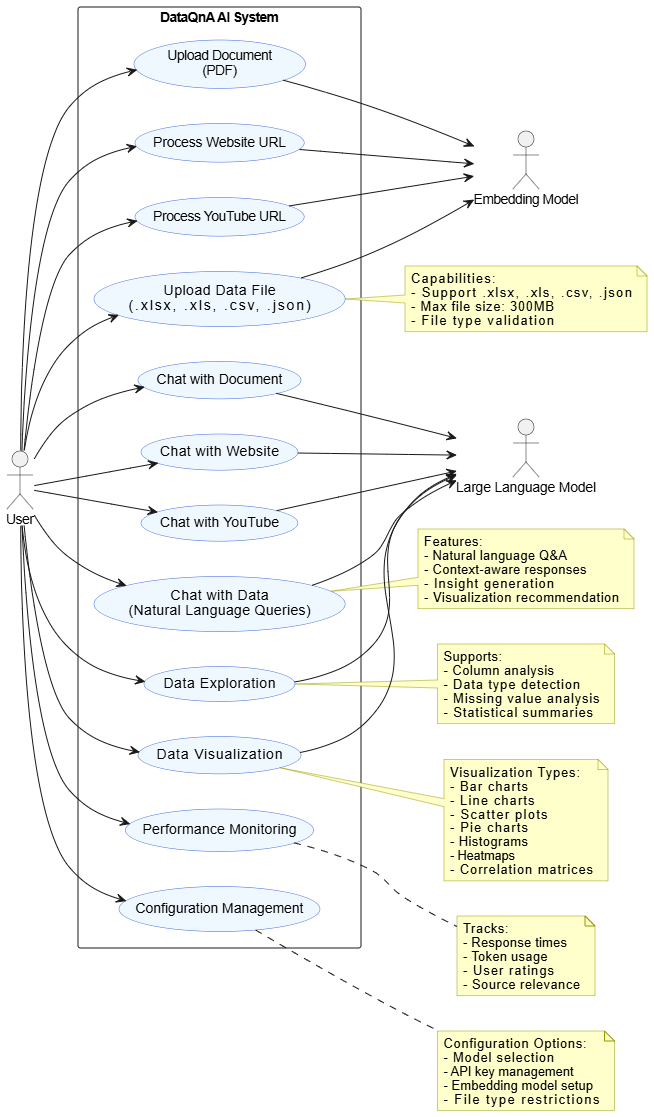 DataQnA AI System
Upload Document
(PDF)
Process Website URL
Embedding Model
Process YouTube URL
Upload Data File
(.xlsx, .xls, .csv, .json)
Capabilities:
- Support .xlsx, .xls, .csv, .json
- Max file size: 300MB
- File type validation
Chat with Document
Chat with Website
Large Language Model
User
Chat with YouTube
Features:
- Natural language Q&A
- Context-aware responses
- Insight generation
- Visualization recommendation
Chat with Data
(Natural Language Queries)
Data Exploration
Supports:
- Column analysis
- Data type detection
- Missing value analysis
- Statistical summaries
Data Visualization
Visualization Types:
- Bar charts
- Line charts
- Scatter plots
- Pie charts
- Histograms
- Heatmaps
- Correlation matrices
Performance Monitoring
Configuration Management
Tracks:
- Response times
- Token usage
- User ratings
- Source relevance
Configuration Options:
- Model selection
- API key management
- Embedding model setup
- File type restrictions